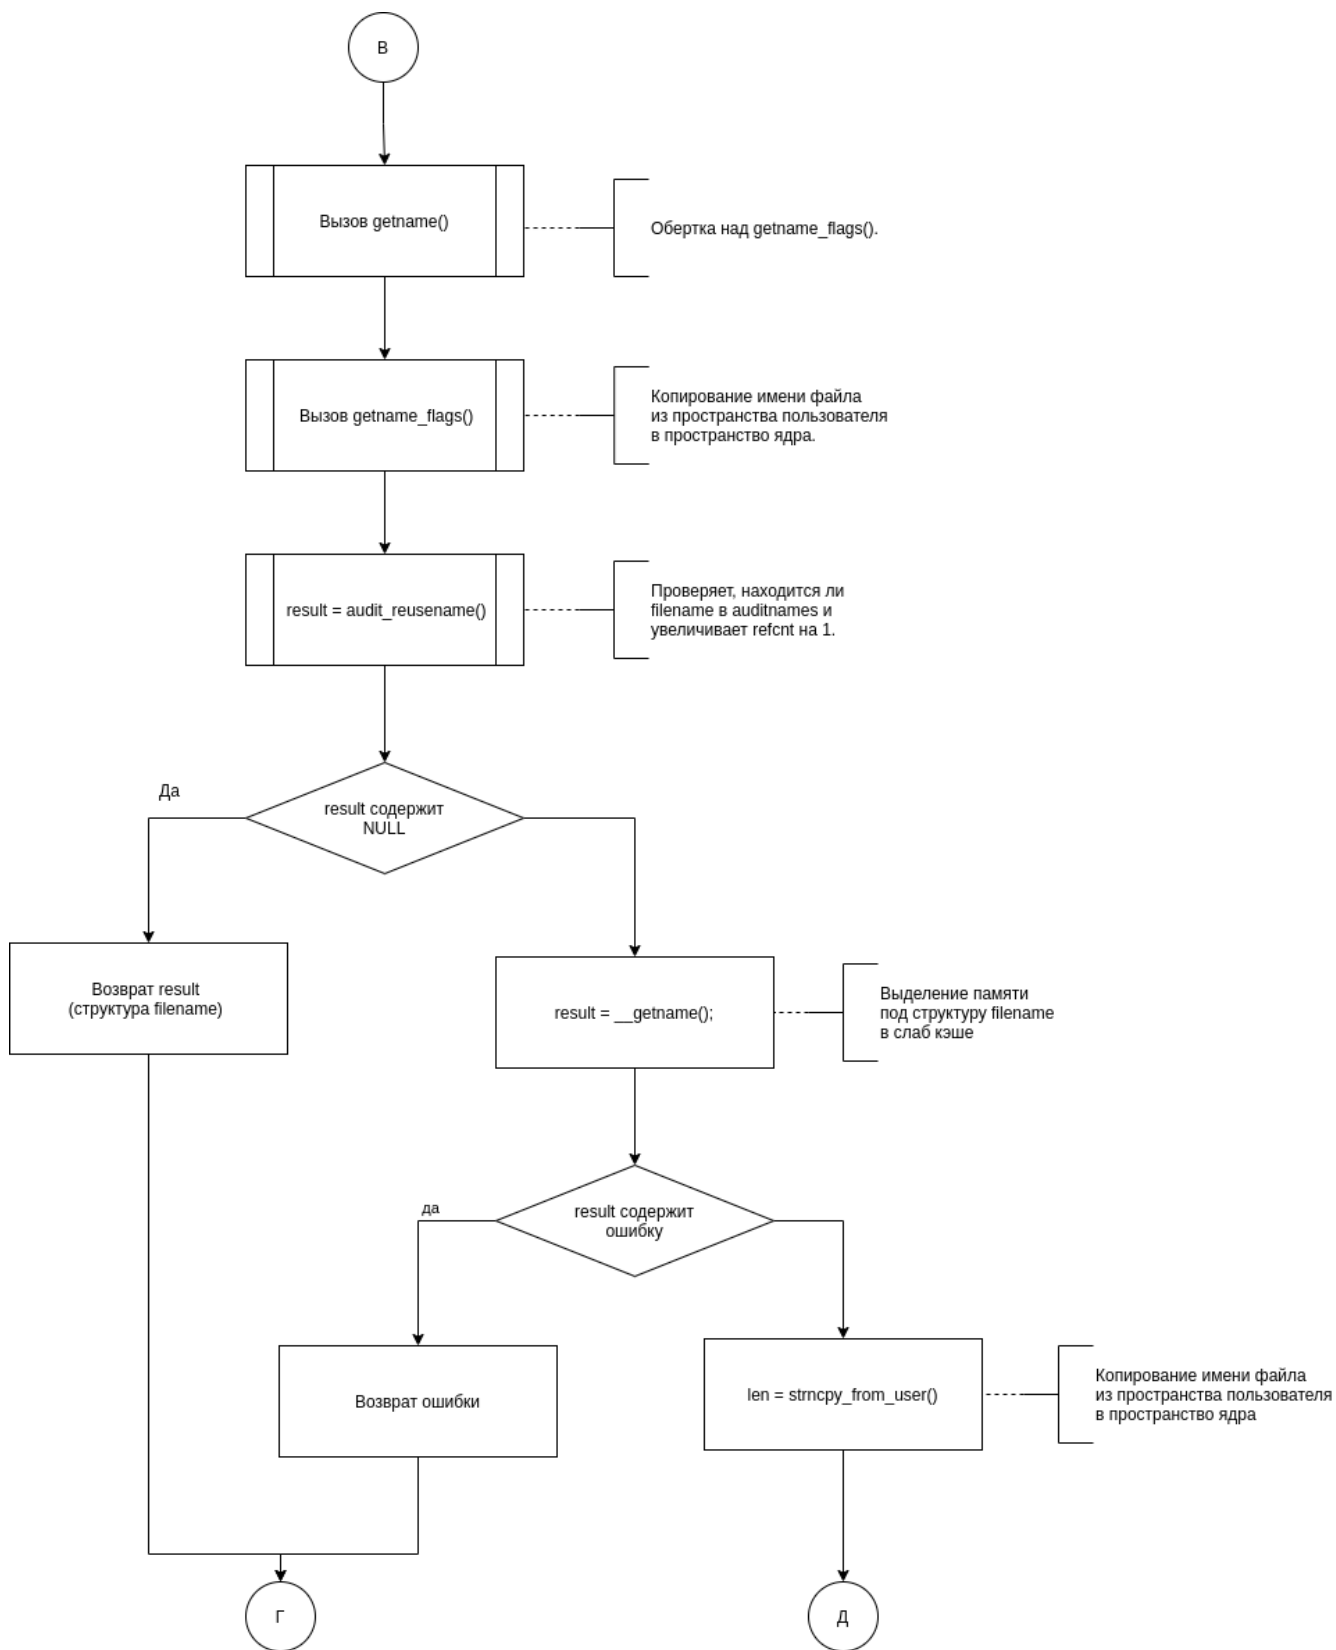 В
Вызов getname()
Обертка над getname_flags().
Вызов getname_flags()
Копирование имени файла
из пространства пользователя
в пространство ядра.
result = audit_reusename()
Проверяет, находится ли
filename в auditnames и
увеличивает refcnt на 1.
Да
result содержит
NULL
Возврат result
(структура filename)
result = __getname();
Выделение памяти
под структуру filename
в слаб кэше
да
result содержит
ошибку
Возврат ошибки
len = strncpy_from_user()
Копирование имени файла
из пространства пользователя
в пространство ядра
Г
Д